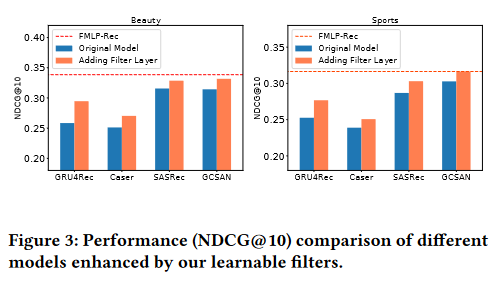 Beauty
0.40
0.35
0.30
0.25
0.20
NDCG@10
FMLP-Rec
Original Model
Adding Filter Layer
GRU4Rec Caser SASRec GCSAN
Sports
0.35
0.30
0.25
0.20
NDCG@10
FMLP-Rec
Original Model
Adding Filter Layer
GRU4Rec Caser SASRec GCSAN
Figure 3: Performance (NDCG@10) comparison of different
models enhanced by our learnable filters.